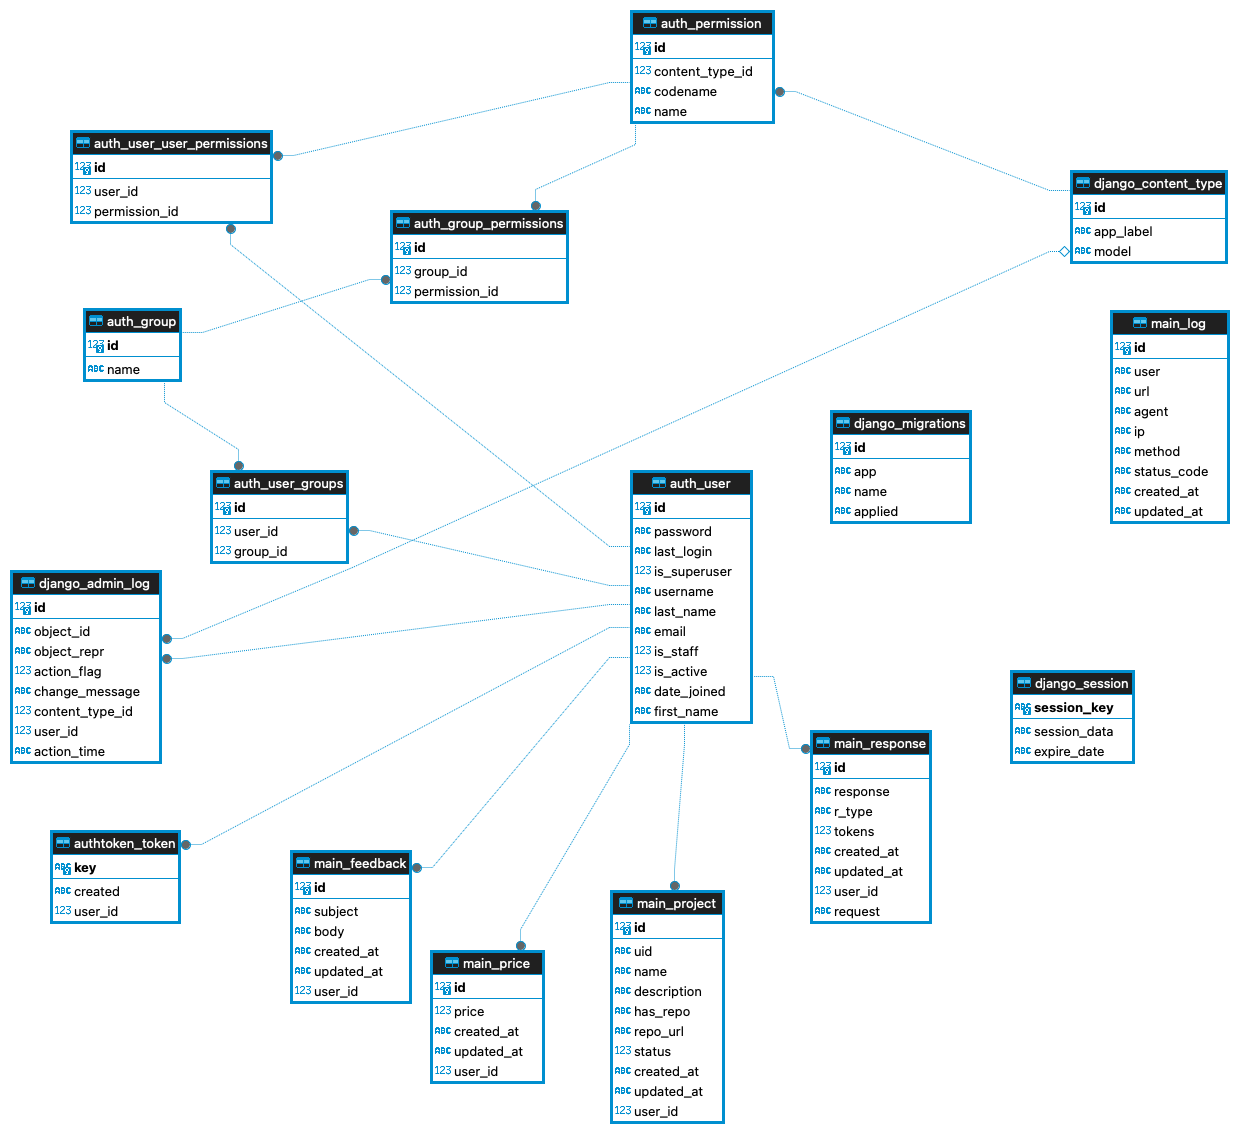 auth_permission
123 id
123 content_type_id
ABC codename
ABC name
auth_user_user_permissions
123 id
123 user_id
123 permission_id
django_content_type
123 id
ABC app_label
ABC model
auth_group_permissions
123 id
123 group_id
123 permission_id
auth_group
123 id
ABC name
main_log
123 id
ABC user
ABC url
ABC agent
ABC ip
ABC method
ABC status_code
ABC created_at
ABC updated_at
django_migrations
123 id
ABC app
ABC name
ABC applied
auth_user_groups
123 id
123 user_id
123 group_id
auth_user
123 id
ABC password
ABC last_login
123 is_superuser
ABC username
ABC last_name
ABC email
123 is_staff
123 is_active
ABC date_joined
ABC first_name
django_admin_log
123 id
ABC object_id
ABC object_repr
123 action_flag
ABC change_message
123 content_type_id
123 user_id
ABC action_time
django_session
ABC session_key
ABC session_data
ABC expire_date
main_response
123 id
ABC response
ABC r_type
123 tokens
ABC created_at
ABC updated_at
123 user_id
ABC request
authtoken_token
ABC key
ABC created
123 user_id
main_feedback
123 id
ABC subject
ABC body
ABC created_at
ABC updated_at
123 user_id
main_price
123 id
123 price
ABC created_at
ABC updated_at
123 user_id
main_project
123 id
ABC uid
ABC name
ABC description
ABC has_repo
ABC repo_url
123 status
ABC created_at
ABC updated_at
123 user_id